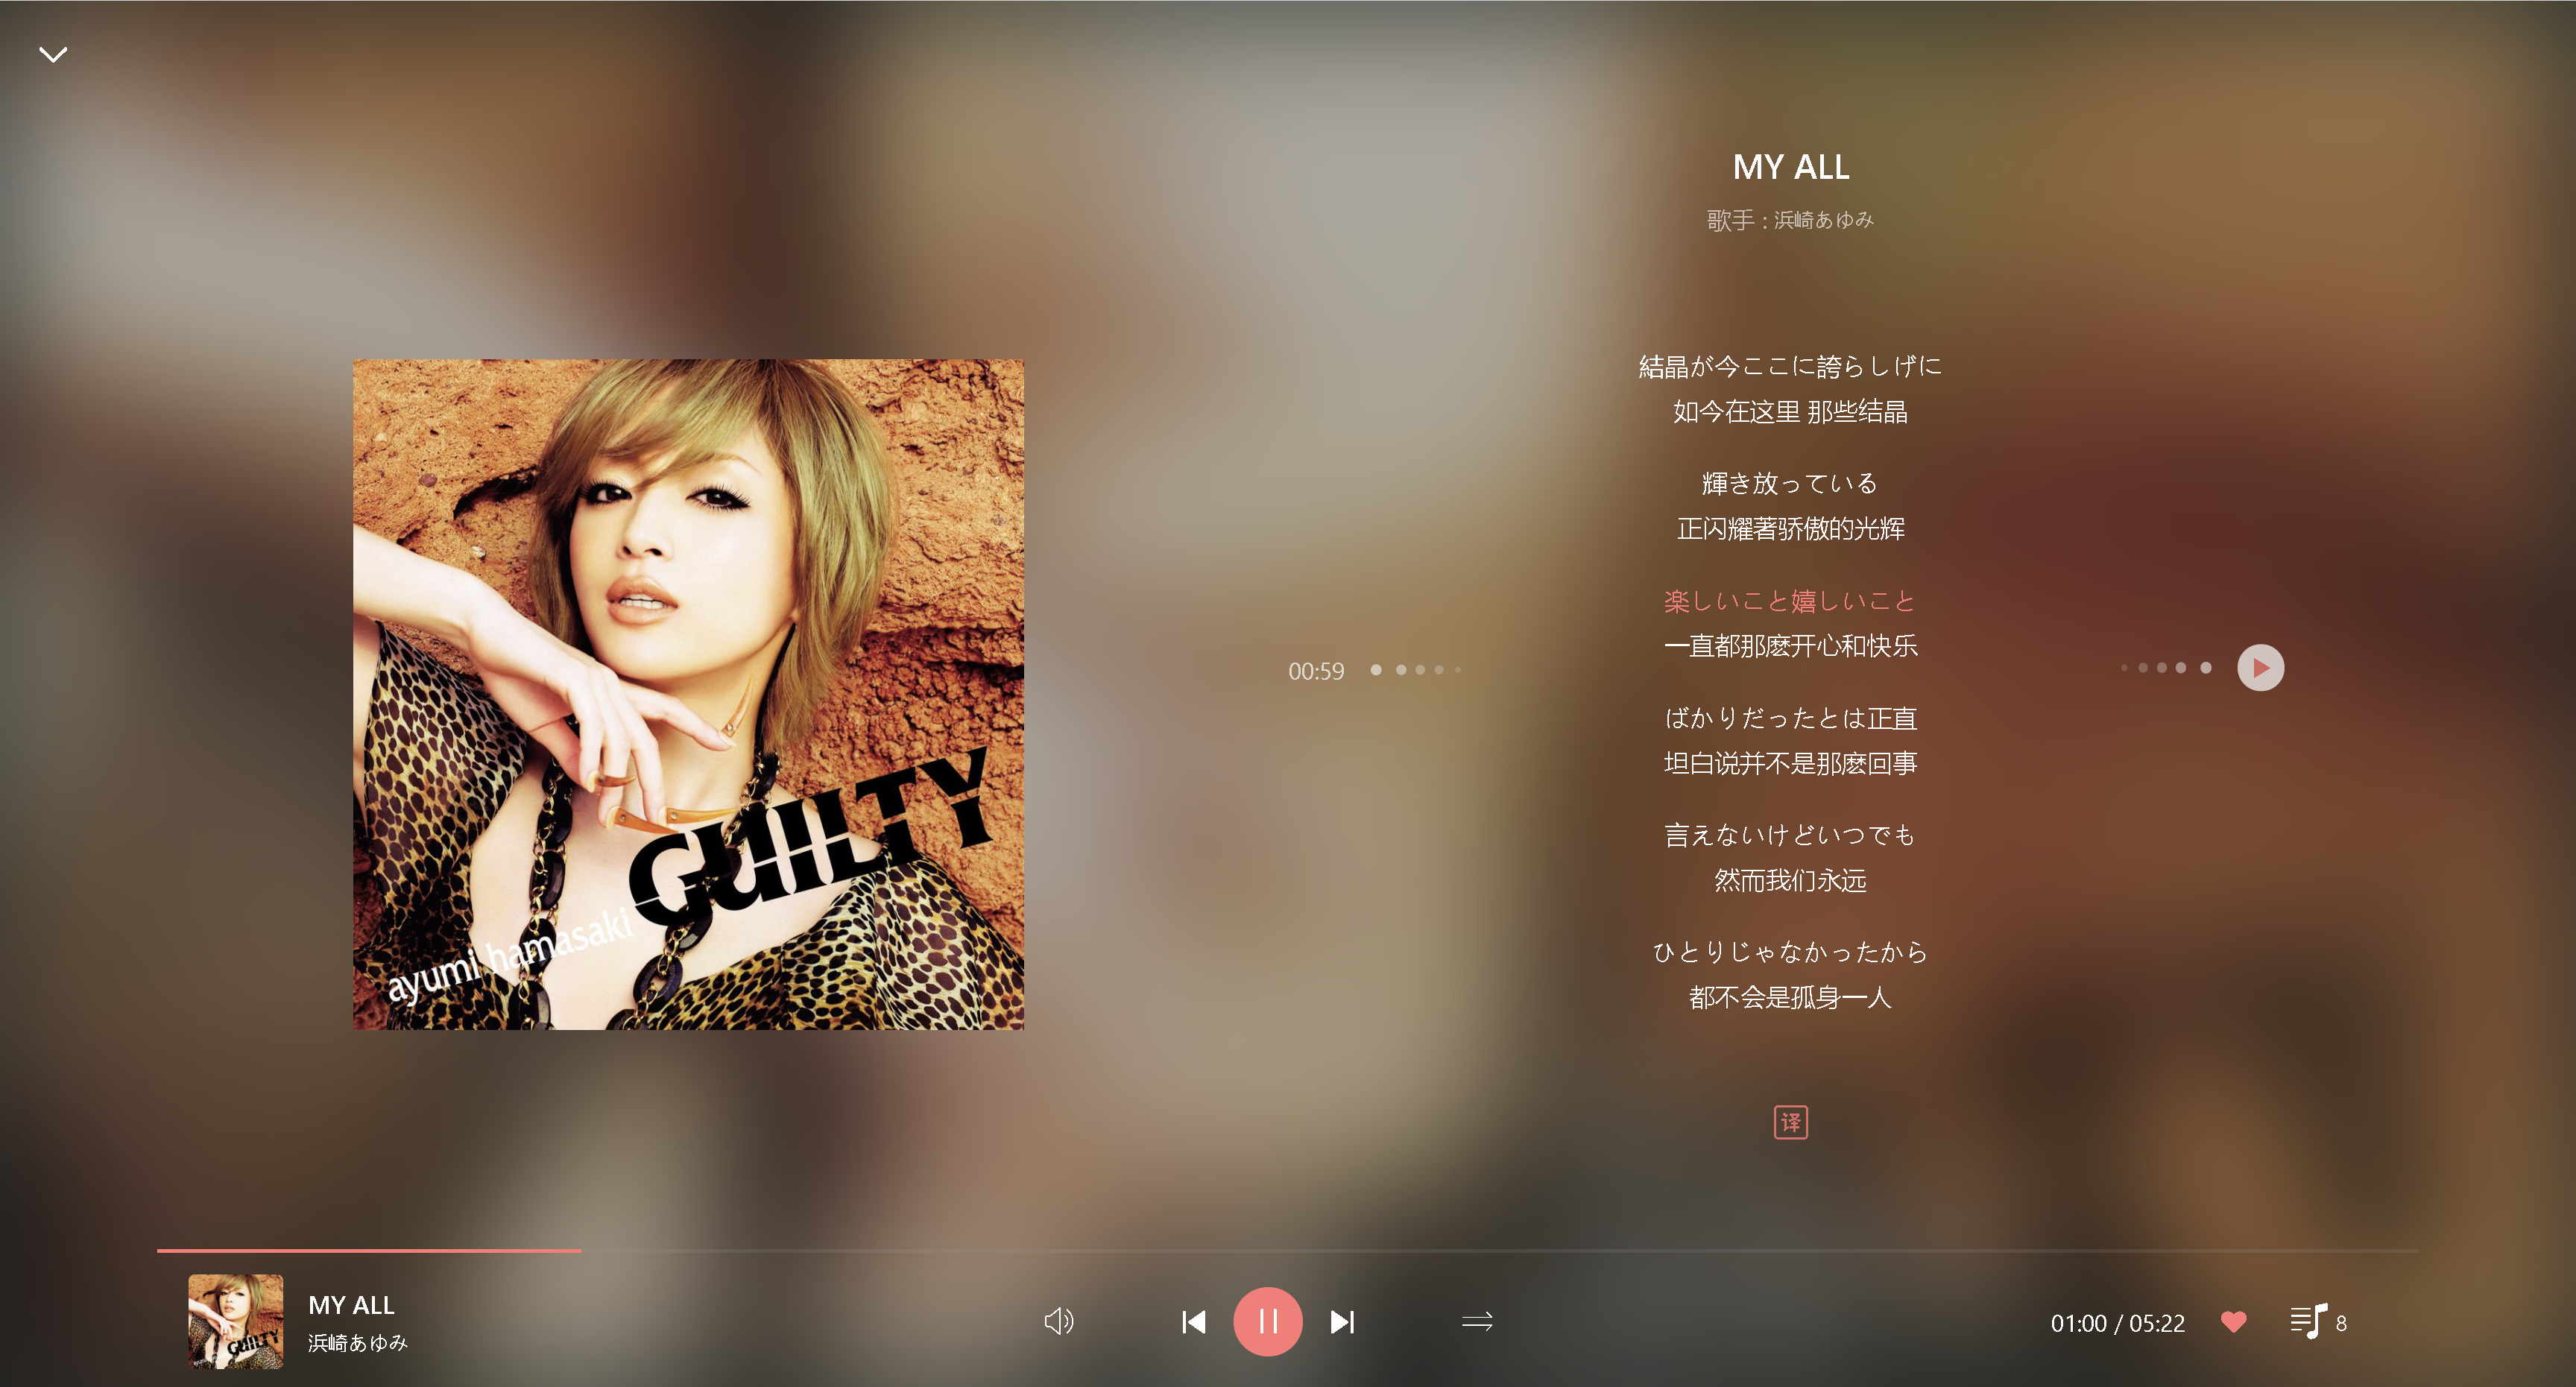 MY ALL
歌手 : 浜崎あゆみ
結晶が今ここに誇らしげに
如今在这里 那些结晶
輝き放っている
正闪耀著骄傲的光辉
楽しいこと嬉しいこと
一直都那麽开心和快乐
ばかりだったとは正直
坦白说并不是那麽回事
言えないけどいつでも
然而我们永远
ひとりじゃなかったから
都不会是孤身一人
译
00:59
GUILTY
ayumi hamasaki
MY ALL
浜崎あゆみ
GUILTY
01:00 / 05:22
8